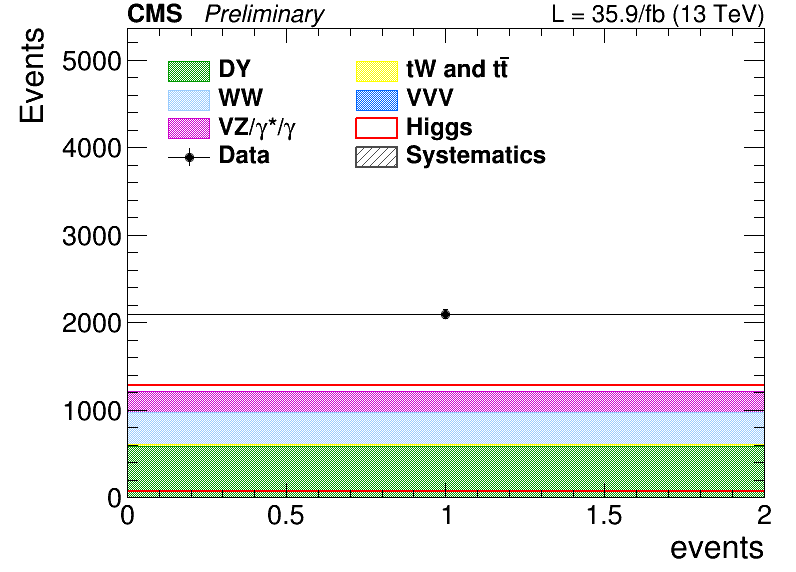 CMS Preliminary L = 35.9/fb (13 TeV)
Events
5000
4000
3000
2000
1000
0
DY tW and tt̄
WW VVV
VZ/γ*/γ Higgs
Data Systematics
0 0.5 1 1.5 2
events